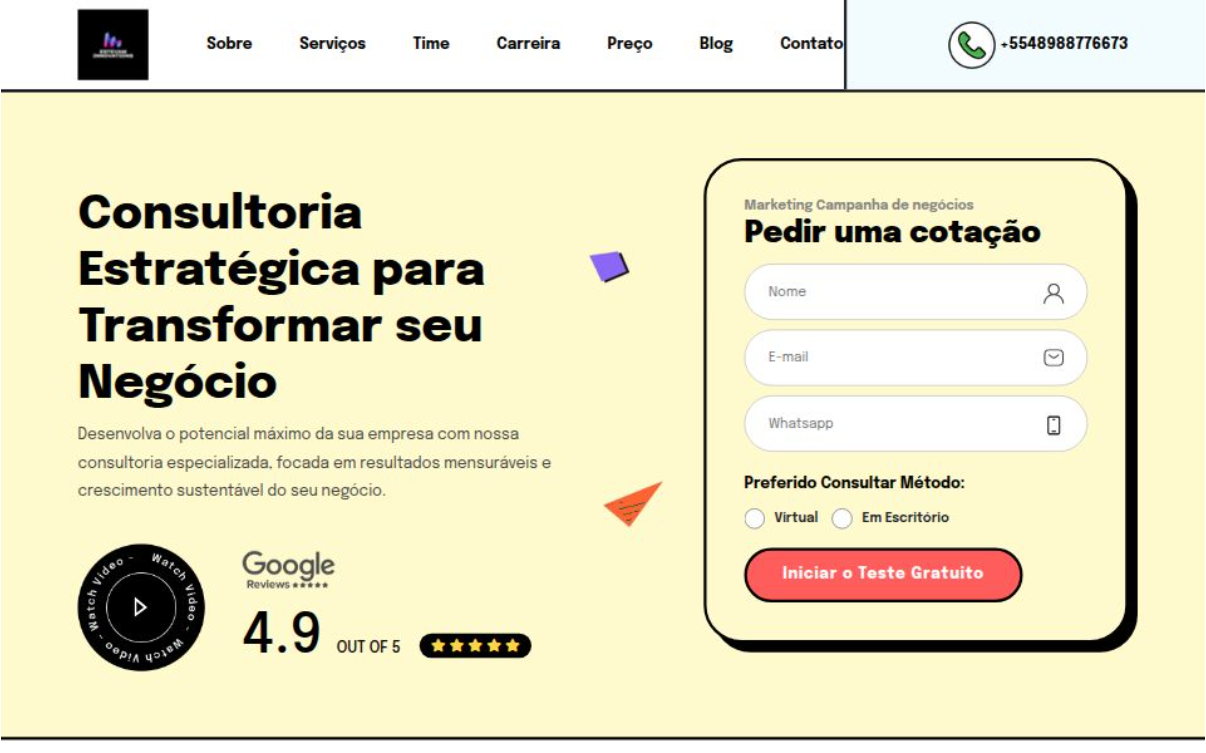 ESTEVAM
INNOVATIONS
Sobre Serviços Time Carreira Preço Blog Contato
+5548988776673
Consultoria
Estratégica para
Transformar seu
Negócio
Desenvolva o potencial máximo da sua empresa com nossa
consultoria especializada, focada em resultados mensuráveis e
crescimento sustentável do seu negócio.
Watch Video - Watch Video - Watch Video -
Google
Reviews ★★★★★
4.9 OUT OF 5
Marketing Campanha de negócios
Pedir uma cotação
Nome
E-mail
Whatsapp
Preferido Consultar Método:
Virtual Em Escritório
Iniciar o Teste Gratuito